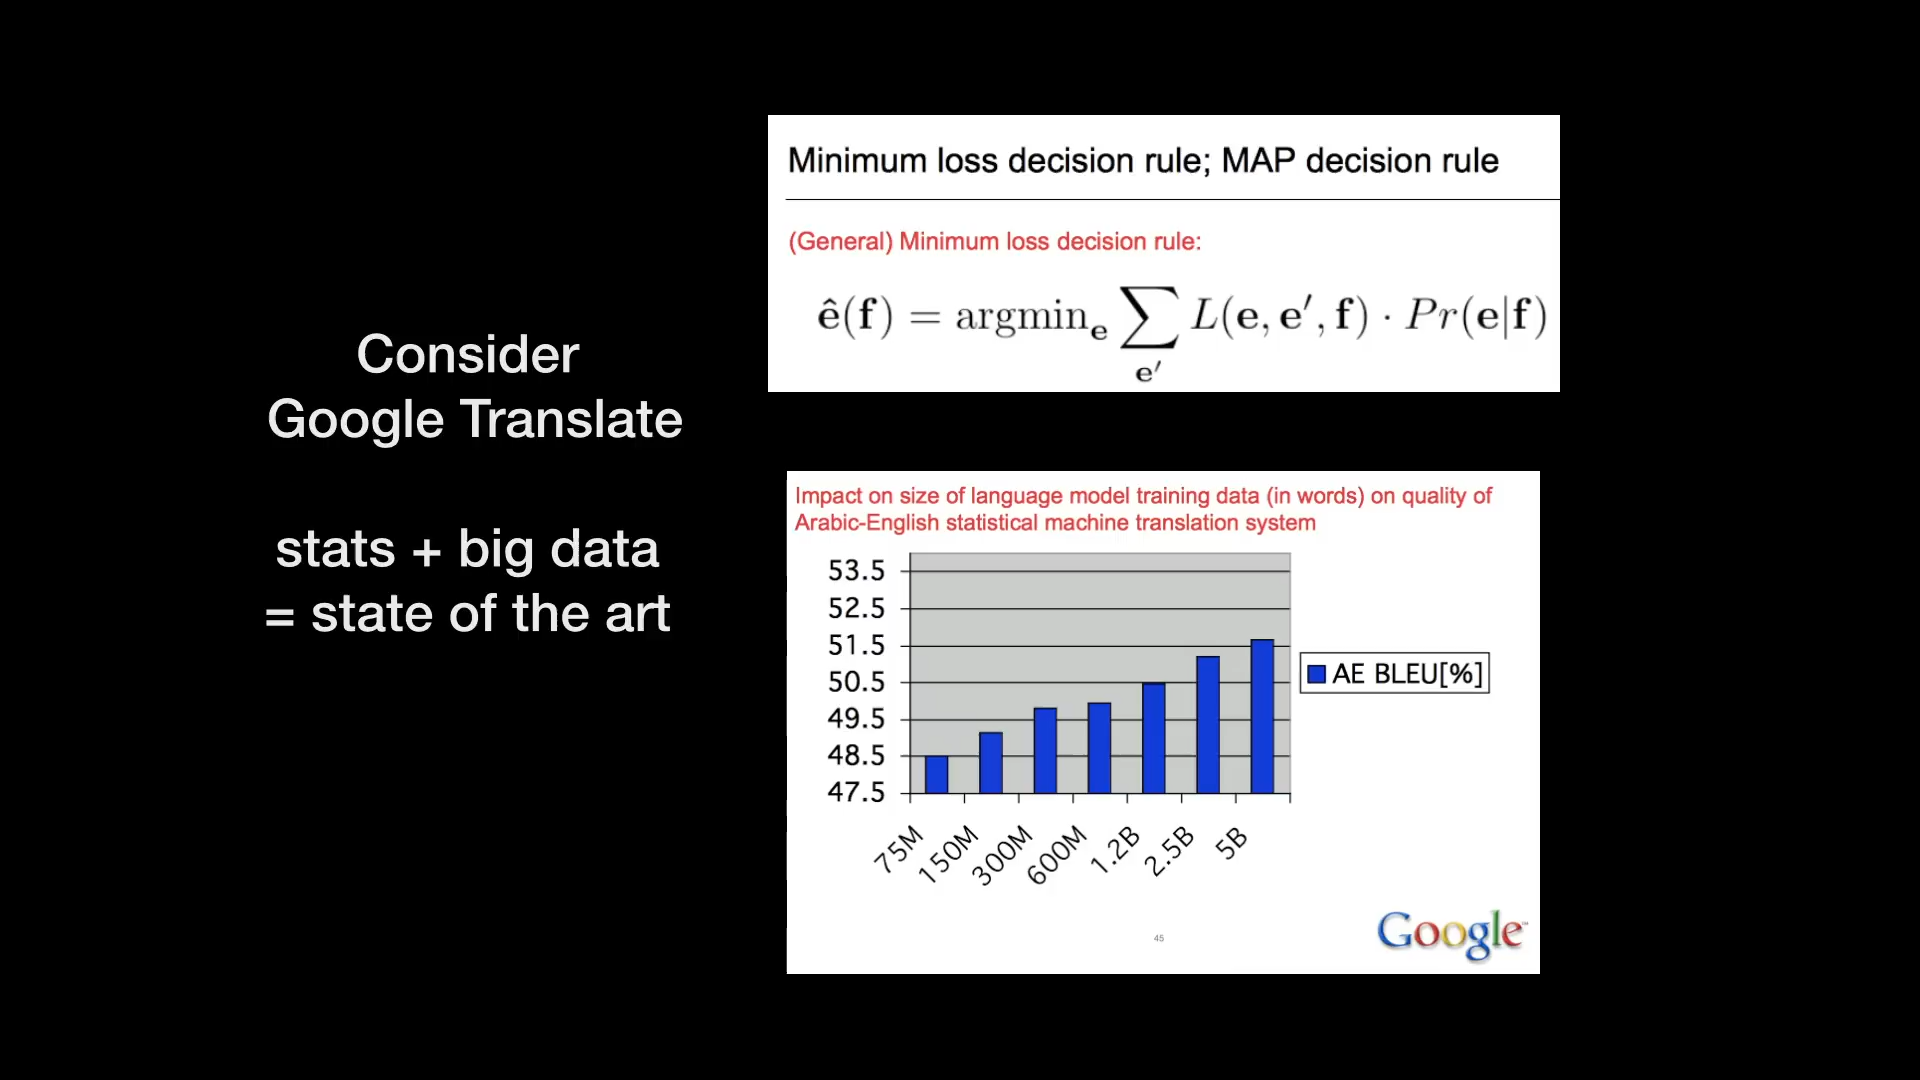 Consider
Google Translate
stats + big data
= state of the art
Minimum loss decision rule; MAP decision rule
(General) Minimum loss decision rule:
ê(f) = argmin_e ∑_{e′} L(e, e′, f) · Pr(e|f)
Impact on size of language model training data (in words) on quality of
Arabic-English statistical machine translation system
53.5
52.5
51.5
50.5
49.5
48.5
47.5
75M
150M
300M
600M
1.2B
2.5B
5B
AE BLEU[%]
45
Google™